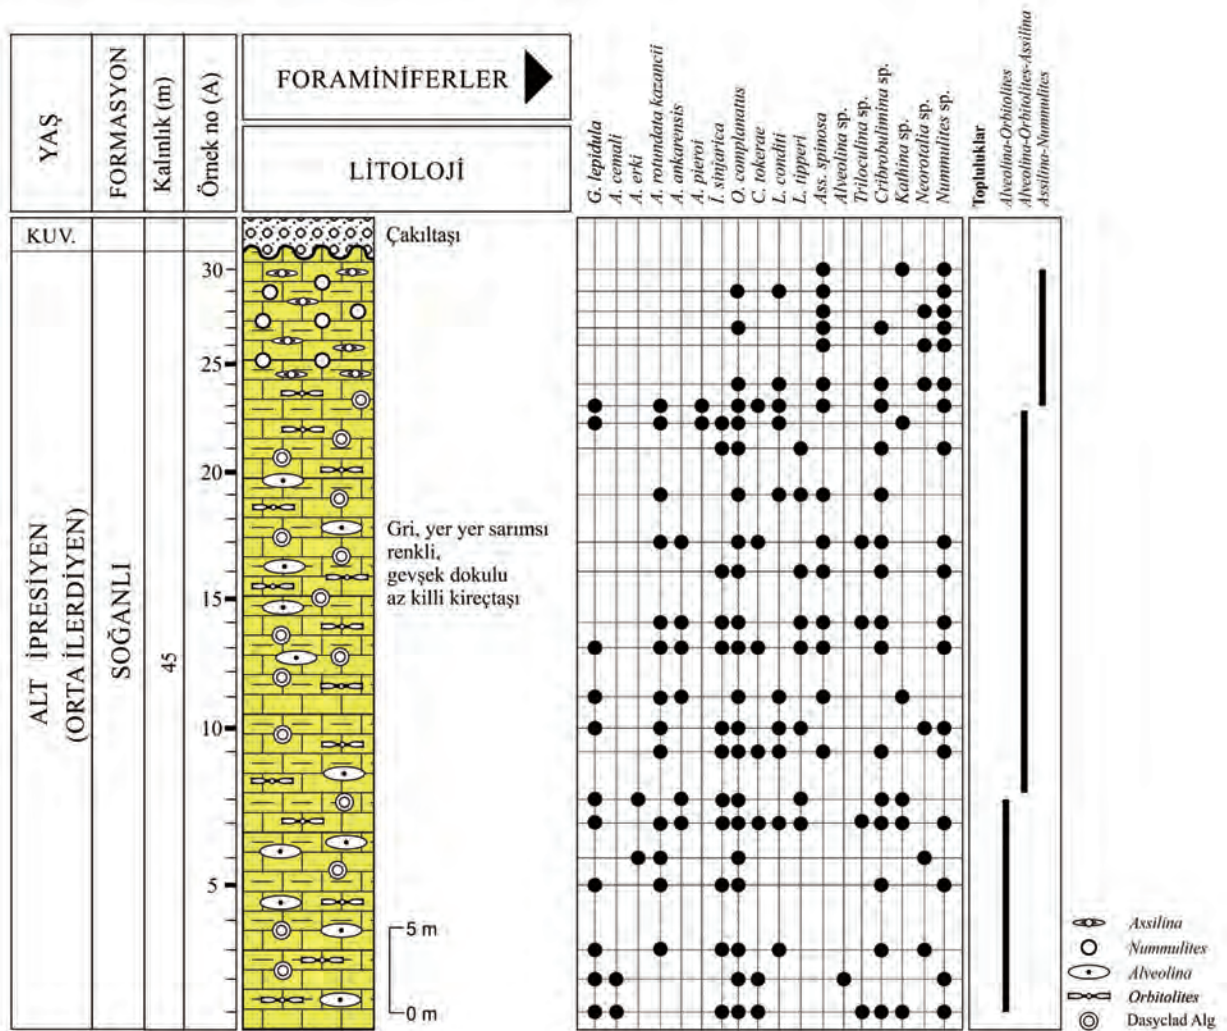 YAŞ
FORMASYON
Kalınlık (m)
Örnek no (A)
FORAMİNİFERLER
LİTOLOJİ
G. lepidula
A. cemali
A. erki
A. rotundata kazancii
A. ankarensis
A. pieroi
İ. sinjarica
O. complanatus
C. tokerae
L. conditi
L. tipperi
Ass. spinosa
Alveolina sp.
Triloculina sp.
Cribrobulimina sp.
Kathina sp.
Neorotalia sp.
Nummulites sp.
Topluluklar
Alveolina-Orbitolites
Alveolina-Orbitolites-Assilina
Assilina-Nummulites
KUV.
Çakıltaşı
ALT İPRESİYEN
(ORTA İLERDİYEN)
SOĞANLI
45
30
25
20
15
10
5
Gri, yer yer sarımsı
renkli,
gevşek dokulu
az killi kireçtaşı
5 m
0 m
Assilina
Nummulites
Alveolina
Orbitolites
Dasyclad Alg